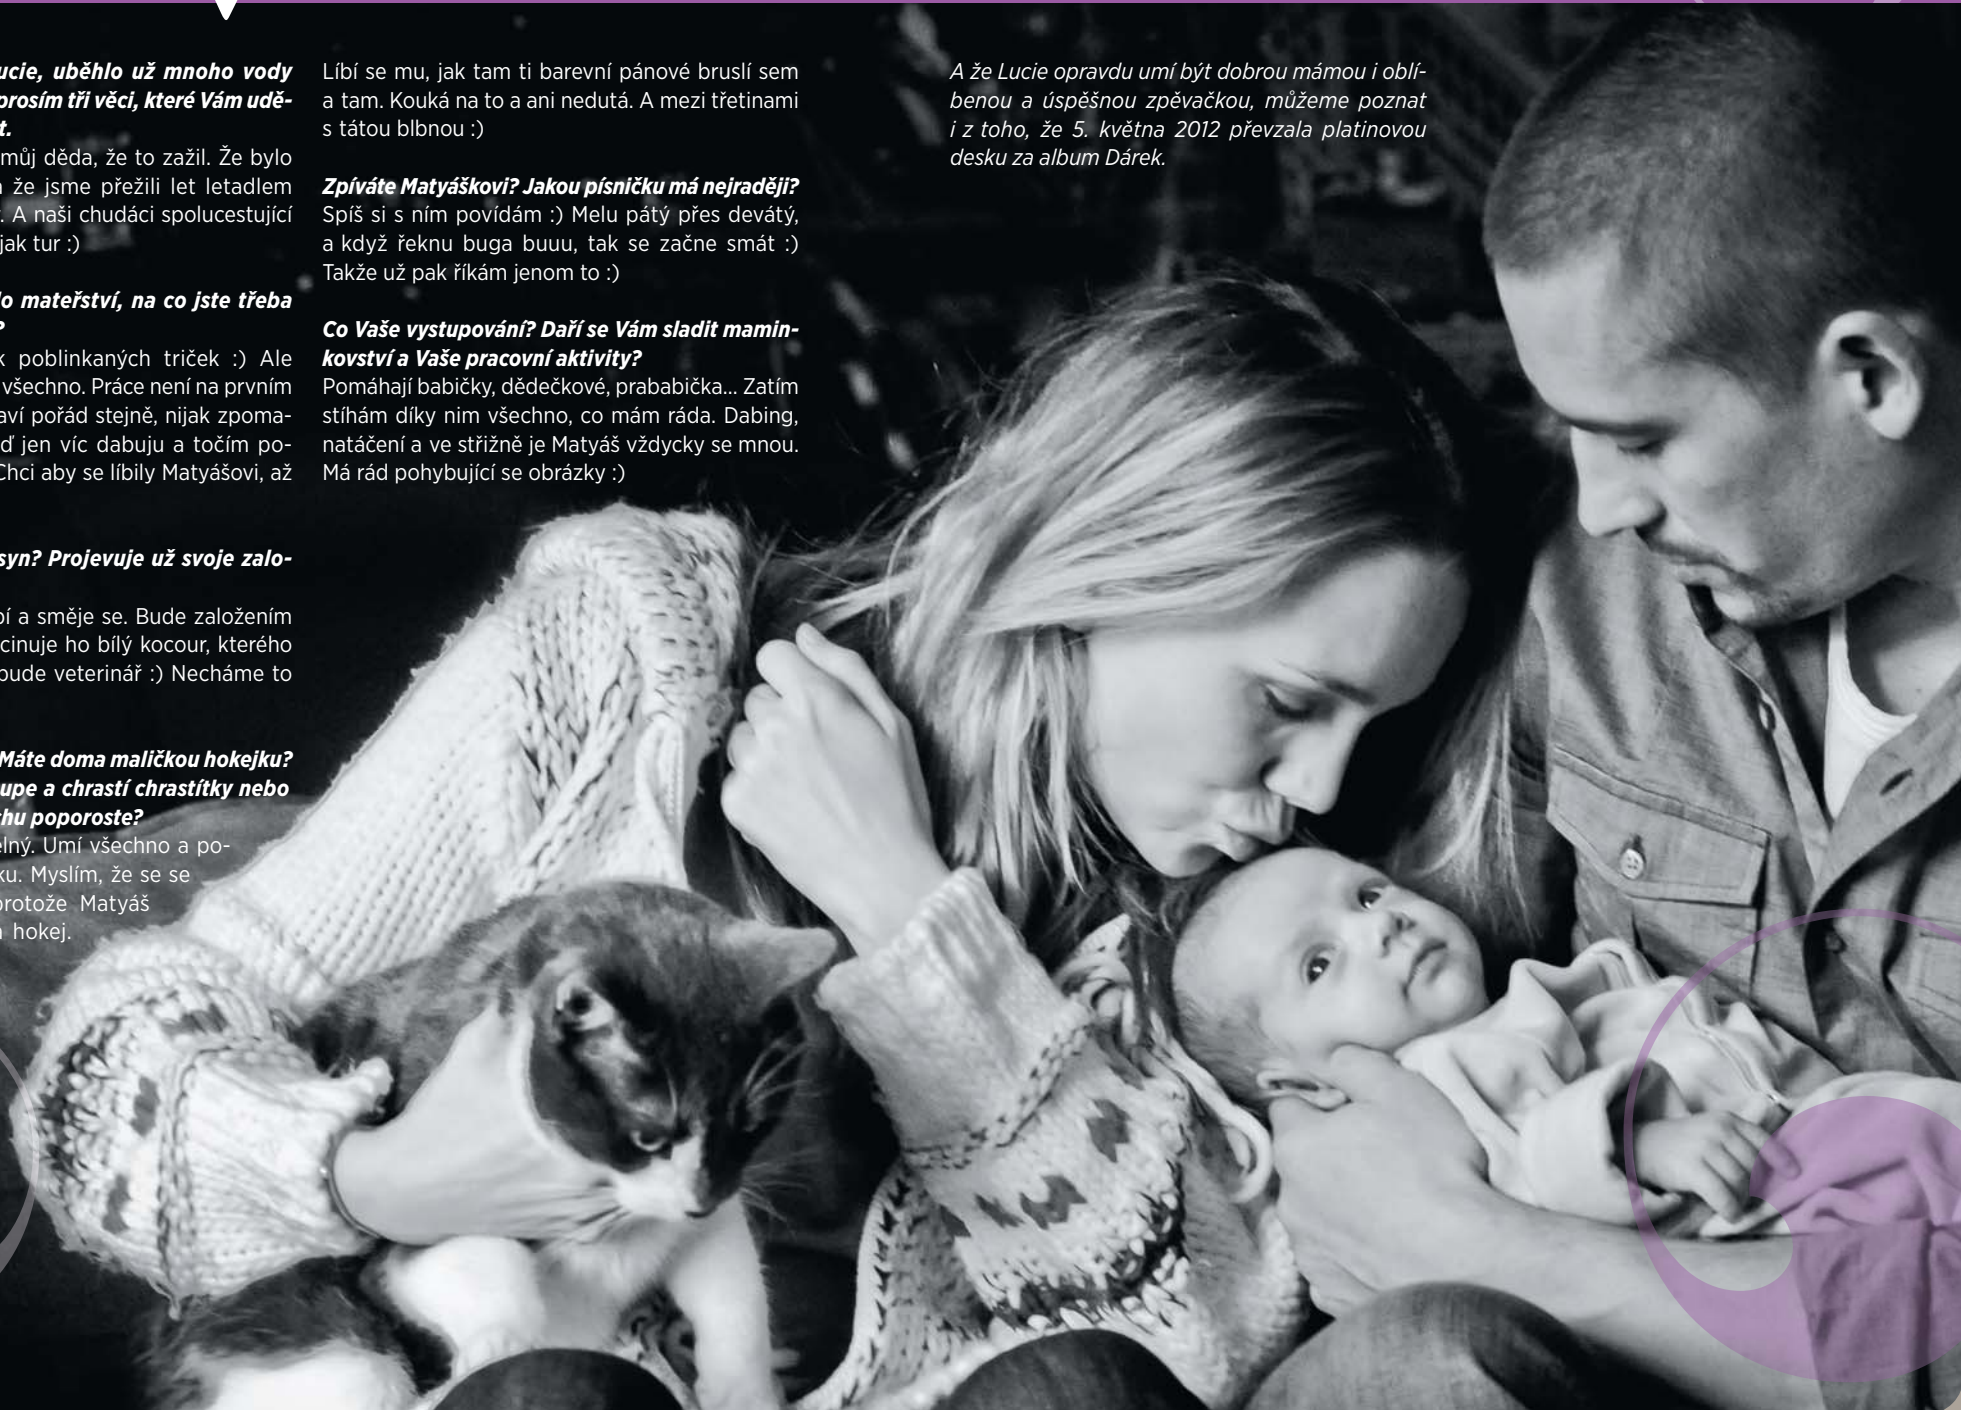 ucie, uběhlo už mnoho vody
prosím tři věci, které Vám udě-
t.
můj děda, že to zažil. Že bylo
že jsme přežili let letadlem
. A naši chudáci spolucestující
jak tur :)
mateřství, na co jste třeba
?
k poblinkaných triček :) Ale
všechno. Práce není na prvním
aví pořád stejně, nijak zpoma-
ď jen víc dabuju a točím po-
Chci aby se líbily Matyášovi, až
syn? Projevuje už svoje zalo-
bí a směje se. Bude založením
cinuje ho bílý kocour, kterého
bude veterinář :) Necháme to
Máte doma maličkou hokejku?
upe a chrastí chrastítky nebo
hu poporoste?
elný. Umí všechno a po-
ku. Myslím, že se se
protože Matyáš
hokej.
Líbí se mu, jak tam ti barevní pánové bruslí sem
a tam. Kouká na to a ani nedutá. A mezi třetinami
s tátou blbnou :)
Zpíváte Matyáškovi? Jakou písničku má nejraději?
Spíš si s ním povídám :) Melu pátý přes devátý,
a když řeknu buga buuu, tak se začne smát :)
Takže už pak říkám jenom to :)
Co Vaše vystupování? Daří se Vám sladit mamin-
kovství a Vaše pracovní aktivity?
Pomáhají babičky, dědečkové, prababička... Zatím
stíhám díky nim všechno, co mám ráda. Dabing,
natáčení a ve střižně je Matyáš vždycky se mnou.
Má rád pohybující se obrázky :)
A že Lucie opravdu umí být dobrou mámou i oblí-
benou a úspěšnou zpěvačkou, můžeme poznat
i z toho, že 5. května 2012 převzala platinovou
desku za album Dárek.